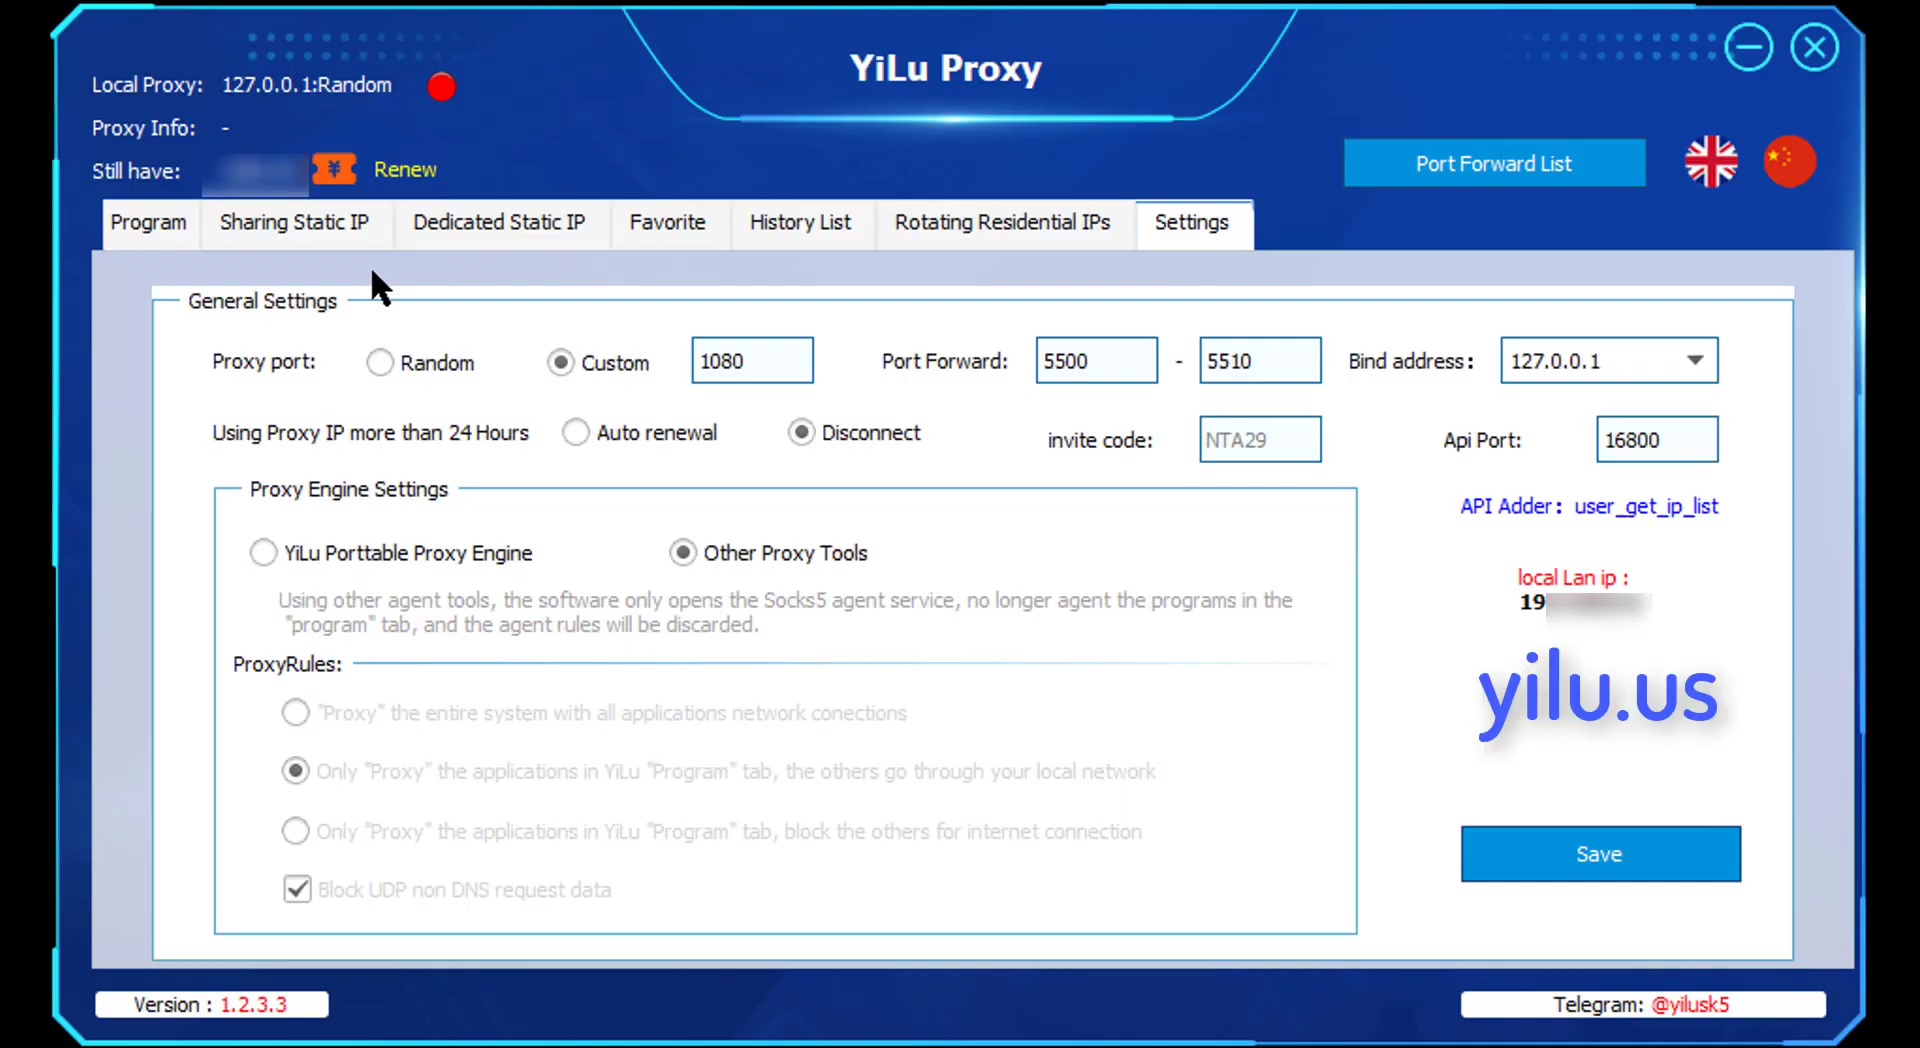 YiLu Proxy
Local Proxy: 127.0.0.1:Random
Proxy Info: -
Still have: ¥ Renew
Port Forward List
Program Sharing Static IP Dedicated Static IP Favorite History List Rotating Residential IPs Settings
General Settings
Proxy port: Random Custom 1080 Port Forward: 5500 - 5510 Bind address: 127.0.0.1
Using Proxy IP more than 24 Hours Auto renewal Disconnect invite code: NTA29 Api Port: 16800
Proxy Engine Settings
API Adder: user_get_ip_list
YiLu Porttable Proxy Engine Other Proxy Tools
local Lan ip :
19
Using other agent tools, the software only opens the Socks5 agent service, no longer agent the programs in the
"program" tab, and the agent rules will be discarded.
ProxyRules:
yilu.us
"Proxy" the entire system with all applications network conections
Only "Proxy" the applications in YiLu "Program" tab, the others go through your local network
Only "Proxy" the applications in YiLu "Program" tab, block the others for internet connection
Save
Block UDP non DNS request data
Version : 1.2.3.3
Telegram: @yilusk5